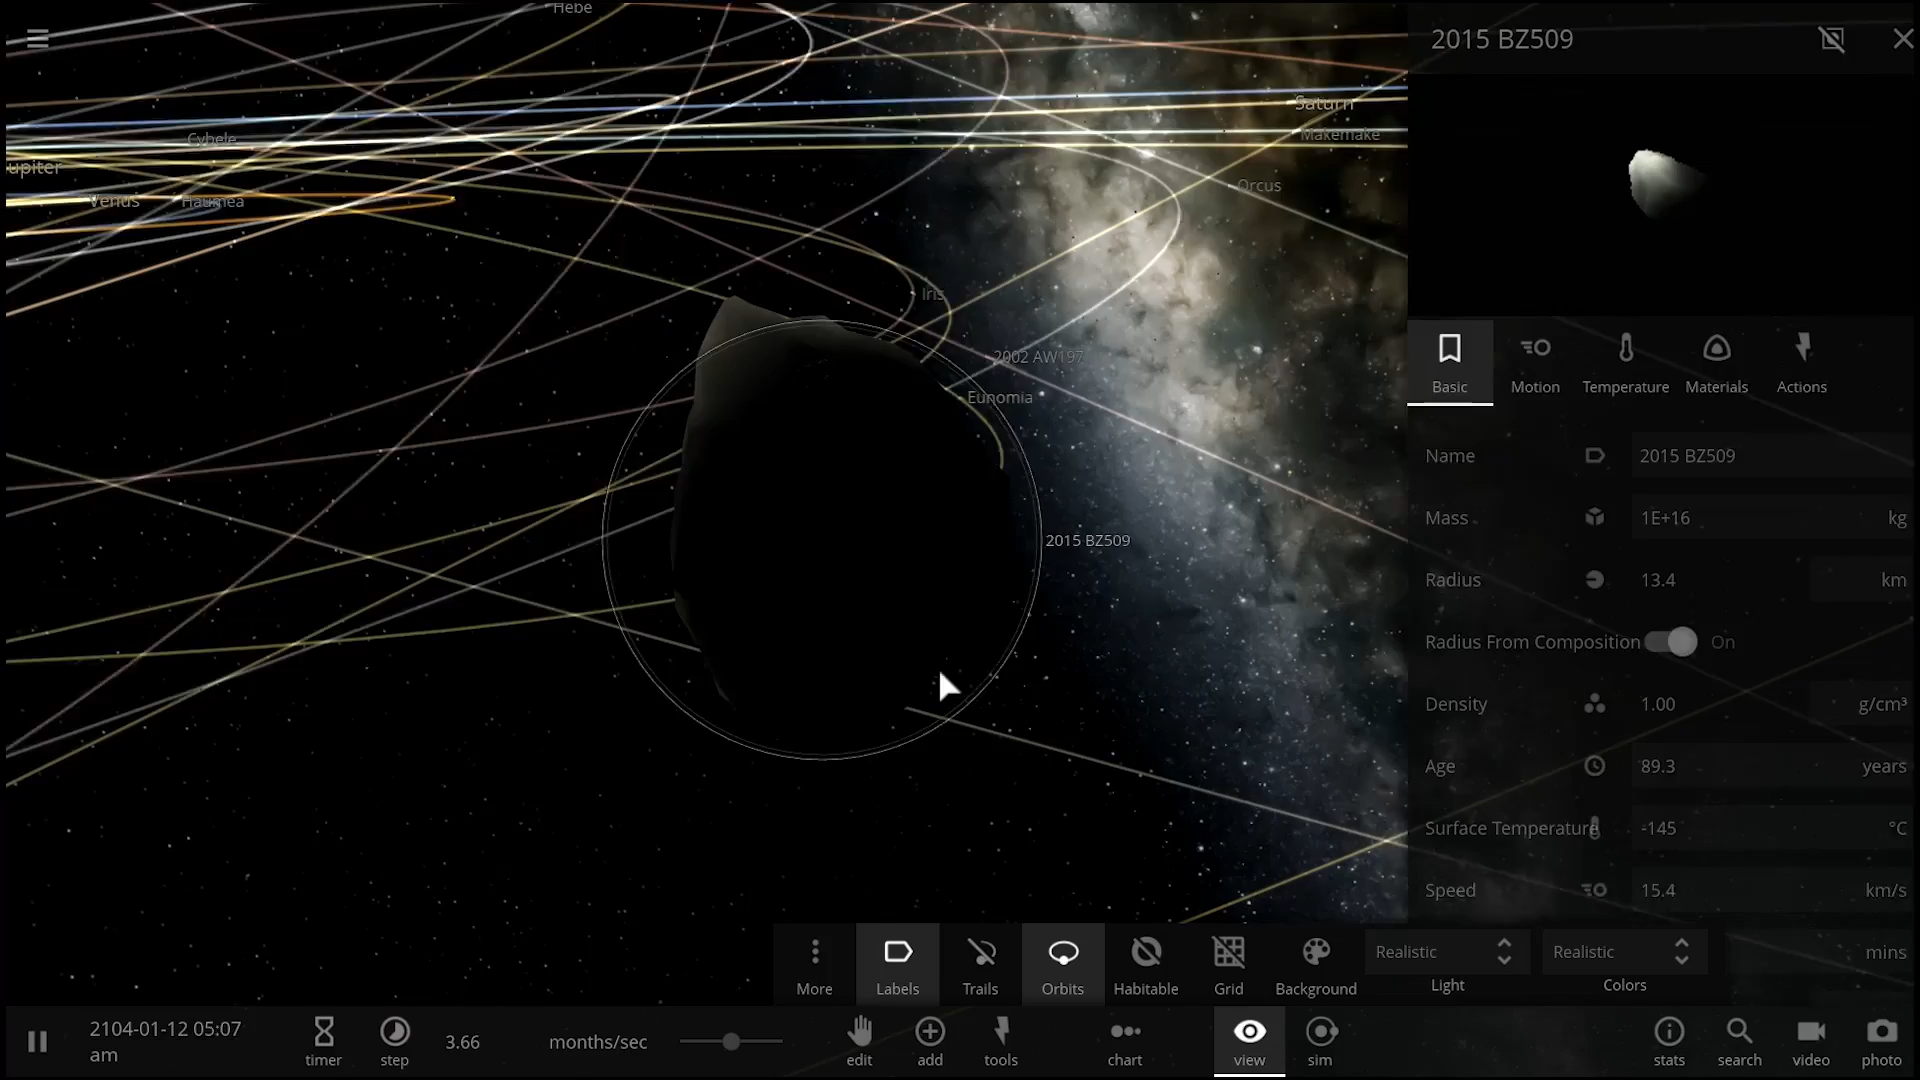 Hebe
2015 BZ509
Saturn
Makemake
Cybele
upiter
Venus
Haumea
Orcus
Iris
2002 AW197
Eunomia
2015 BZ509
Basic
Motion
Temperature
Materials
Actions
Name 2015 BZ509
Mass 1E+16 kg
Radius 13.4 km
Radius From Composition On
Density 1.00 g/cm³
Age 89.3 years
Surface Temperature -145 °C
Speed 15.4 km/s
mins
More
Labels
Trails
Orbits
Habitable
Grid
Background
Realistic
Light
Realistic
Colors
2104-01-12 05:07
am
timer
step
3.66 months/sec
edit
add
tools
chart
view
sim
stats
search
video
photo